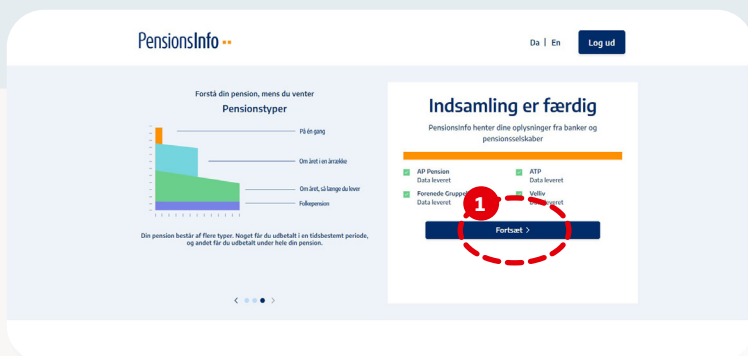 PensionsInfo
Da | En
Log ud
Forstå din pension, mens du venter
Pensionstyper
På én gang
Om året i en årrække
Om året, så længe du lever
Folkepension
Din pension består af flere typer. Noget får du udbetalt i en tidsbestemt periode,
og andet får du udbetalt under hele din pension.
Indsamling er færdig
PensionsInfo henter dine oplysninger fra banker og
pensionsselskaber
AP Pension
Data leveret
ATP
Data leveret
Forenede
Data leveret
Velliv
Data leveret
1
Fortsæt >